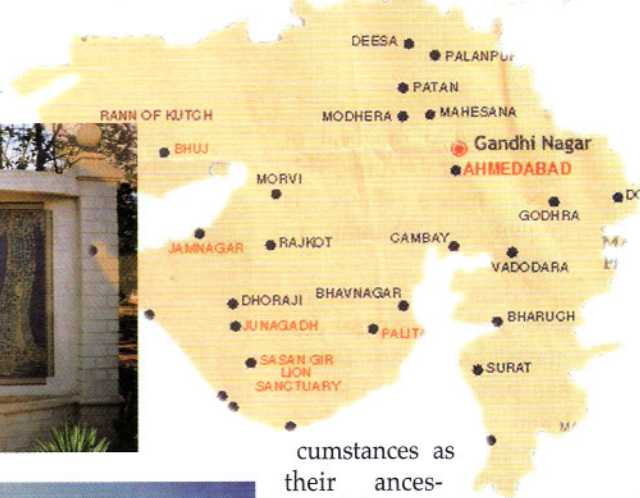 DEESA
PALANPU
PATAN
RANN OF KUTCH
MODHERA
MAHESANA
Gandhi Nagar
BHUJ
AHMEDABAD
MORVI
DO
GODHRA
JAMNAGAR
RAJKOT
CAMBAY
VADODARA
DHORAJI
BHAVNAGAR
BHARUCH
JUNAGADH
PALIT
SASAN GIR
LION
SANCTUARY
SURAT
cumstances as
their ances-